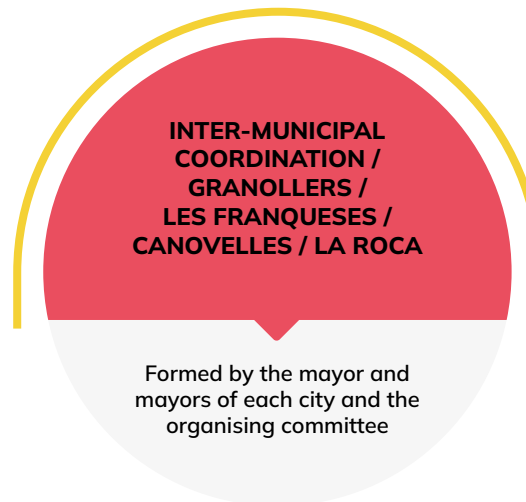 INTER-MUNICIPAL
COORDINATION /
GRANOLLERS /
LES FRANQUESES /
CANOVELLES / LA ROCA
Formed by the mayor and
mayors of each city and the
organising committee